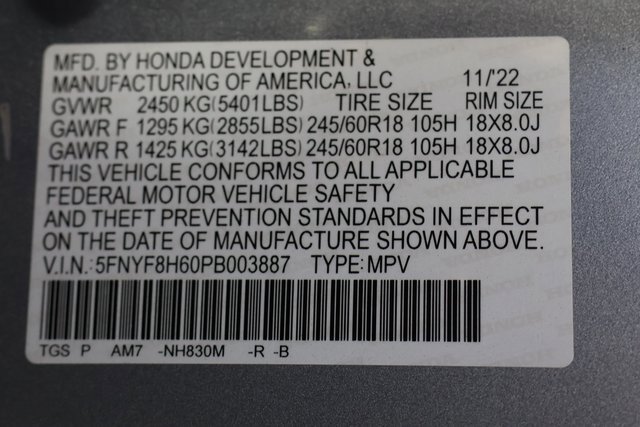 MFD. BY HONDA DEVELOPMENT &
MANUFACTURING OF AMERICA, LLC 11/'22
GVWR 2450 KG(5401LBS) TIRE SIZE RIM SIZE
GAWR F 1295 KG(2855LBS) 245/60R18 105H 18X8.0J
GAWR R 1425 KG(3142LBS) 245/60R18 105H 18X8.0J
THIS VEHICLE CONFORMS TO ALL APPLICABLE
FEDERAL MOTOR VEHICLE SAFETY
AND THEFT PREVENTION STANDARDS IN EFFECT
ON THE DATE OF MANUFACTURE SHOWN ABOVE.
V.I.N.:5FNYF8H60PB003887 TYPE:MPV
TGS P AM7 -NH830M -R -B